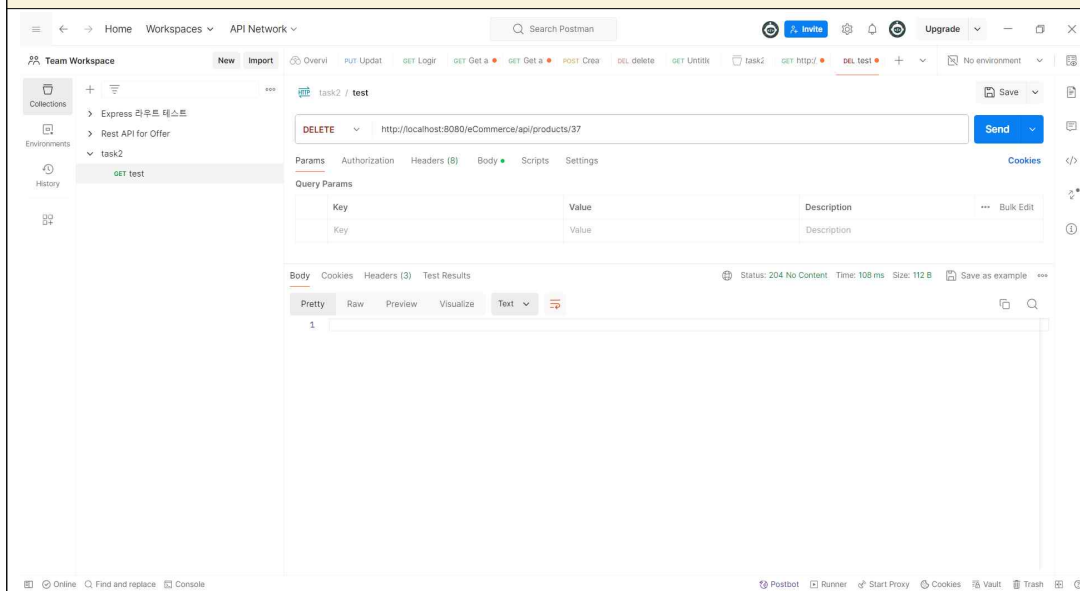 Home Workspaces API Network Search Postman Invite Upgrade
Team Workspace New Import Overvi PUT Updat GET Logir GET Get a GET Get a POST Crea DEL delete GET Untitle task2 GET http:/ DEL test No environment
Collections
Environments
History
Express 라우트 테스트
Rest API for Offer
task2
GET test
HTTP task2 / test Save
DELETE http://localhost:8080/eCommerce/api/products/37 Send
Params Authorization Headers (8) Body Scripts Settings Cookies
Query Params
Key Value Description Bulk Edit
Key Value Description
Body Cookies Headers (3) Test Results Status: 204 No Content Time: 108 ms Size: 112 B Save as example
Pretty Raw Preview Visualize Text
1
Online Find and replace Console Postbot Runner Start Proxy Cookies Vault Trash